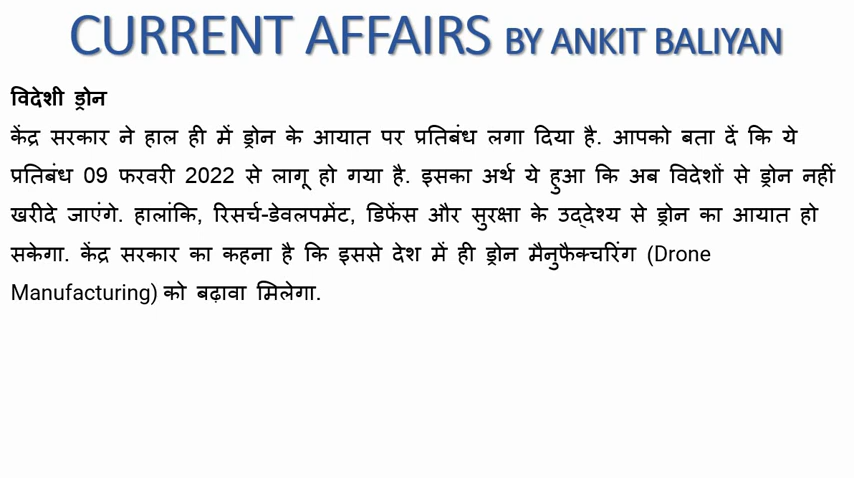 CURRENT AFFAIRS BY ANKIT BALIYAN
विदेशी ड्रोन
केंद्र सरकार ने हाल ही में ड्रोन के आयात पर प्रतिबंध लगा दिया है. आपको बता दें कि ये
प्रतिबंध 09 फरवरी 2022 से लागू हो गया है. इसका अर्थ ये हुआ कि अब विदेशों से ड्रोन नहीं
खरीदे जाएंगे. हालांकि, रिसर्च-डेवलपमेंट, डिफेंस और सुरक्षा के उद्देश्य से ड्रोन का आयात हो
सकेगा. केंद्र सरकार का कहना है कि इससे देश में ही ड्रोन मैनुफैक्चरिंग (Drone
Manufacturing) को बढ़ावा मिलेगा.